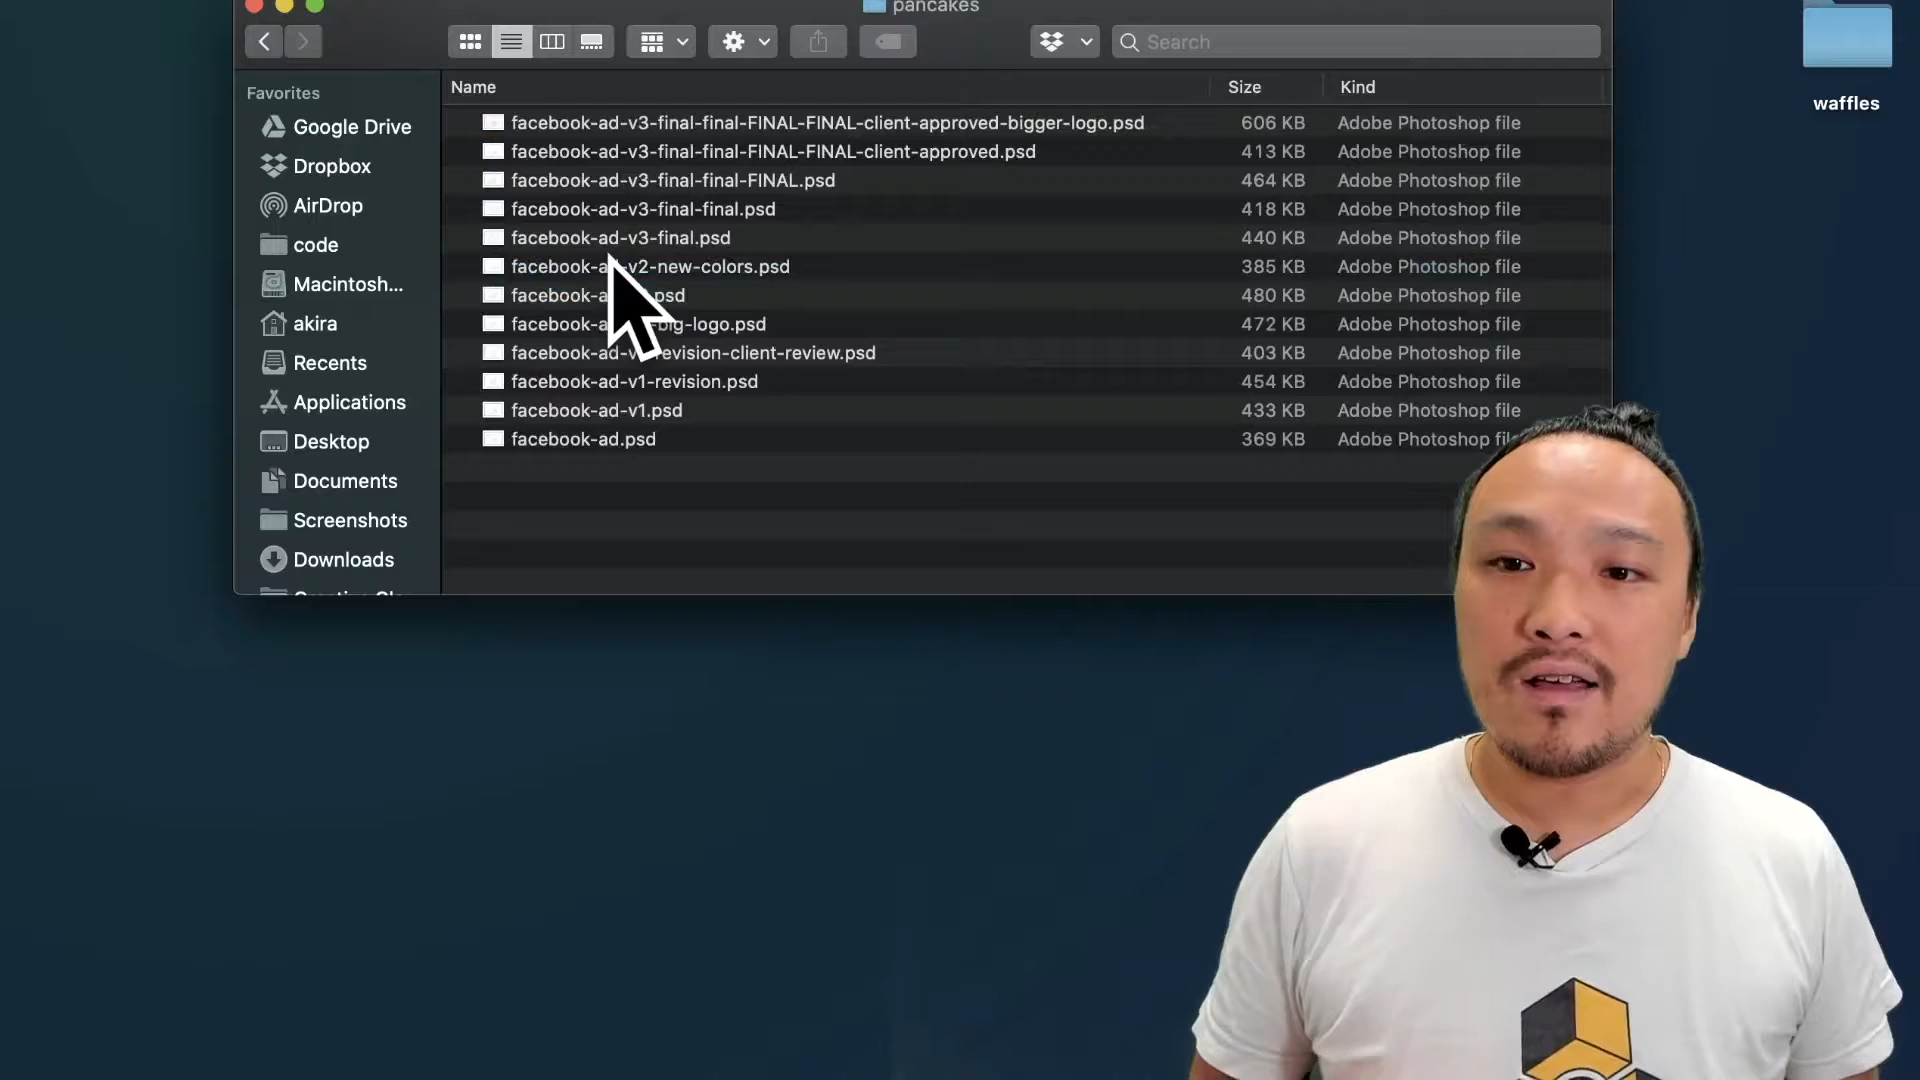 pancakes
Search
waffles
Favorites
Google Drive
Dropbox
AirDrop
code
Macintosh...
akira
Recents
Applications
Desktop
Documents
Screenshots
Downloads
Name Size Kind
facebook-ad-v3-final-final-FINAL-FINAL-client-approved-bigger-logo.psd 606 KB Adobe Photoshop file
facebook-ad-v3-final-final-FINAL-FINAL-client-approved.psd 413 KB Adobe Photoshop file
facebook-ad-v3-final-final-FINAL.psd 464 KB Adobe Photoshop file
facebook-ad-v3-final-final.psd 418 KB Adobe Photoshop file
facebook-ad-v3-final.psd 440 KB Adobe Photoshop file
facebook-ad-v2-new-colors.psd 385 KB Adobe Photoshop file
.psd 480 KB Adobe Photoshop file
big-logo.psd 472 KB Adobe Photoshop file
revision-client-review.psd 403 KB Adobe Photoshop file
facebook-ad-v1-revision.psd 454 KB Adobe Photoshop file
facebook-ad-v1.psd 433 KB Adobe Photoshop file
facebook-ad.psd 369 KB Adobe Photoshop